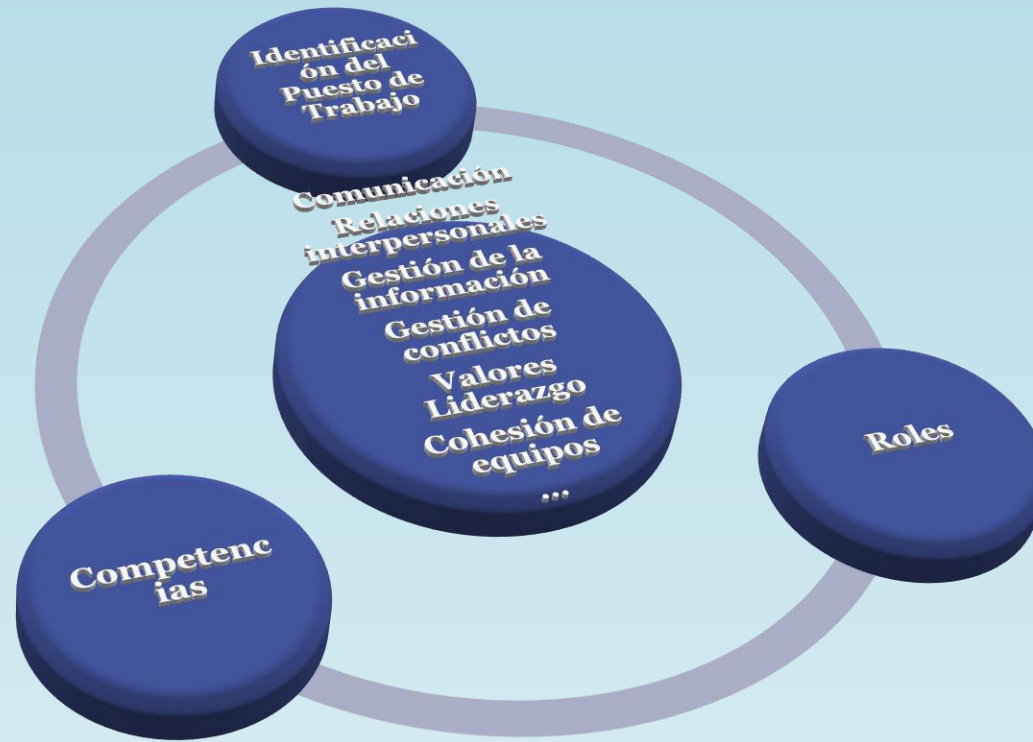 Identificaci
ón del
Puesto de
Trabajo
Comunicación
Relaciones
interpersonales
Gestión de la
información
Gestión de
conflictos
Valores
Liderazgo
Cohesión de
equipos
...
Roles
Competenc
ias